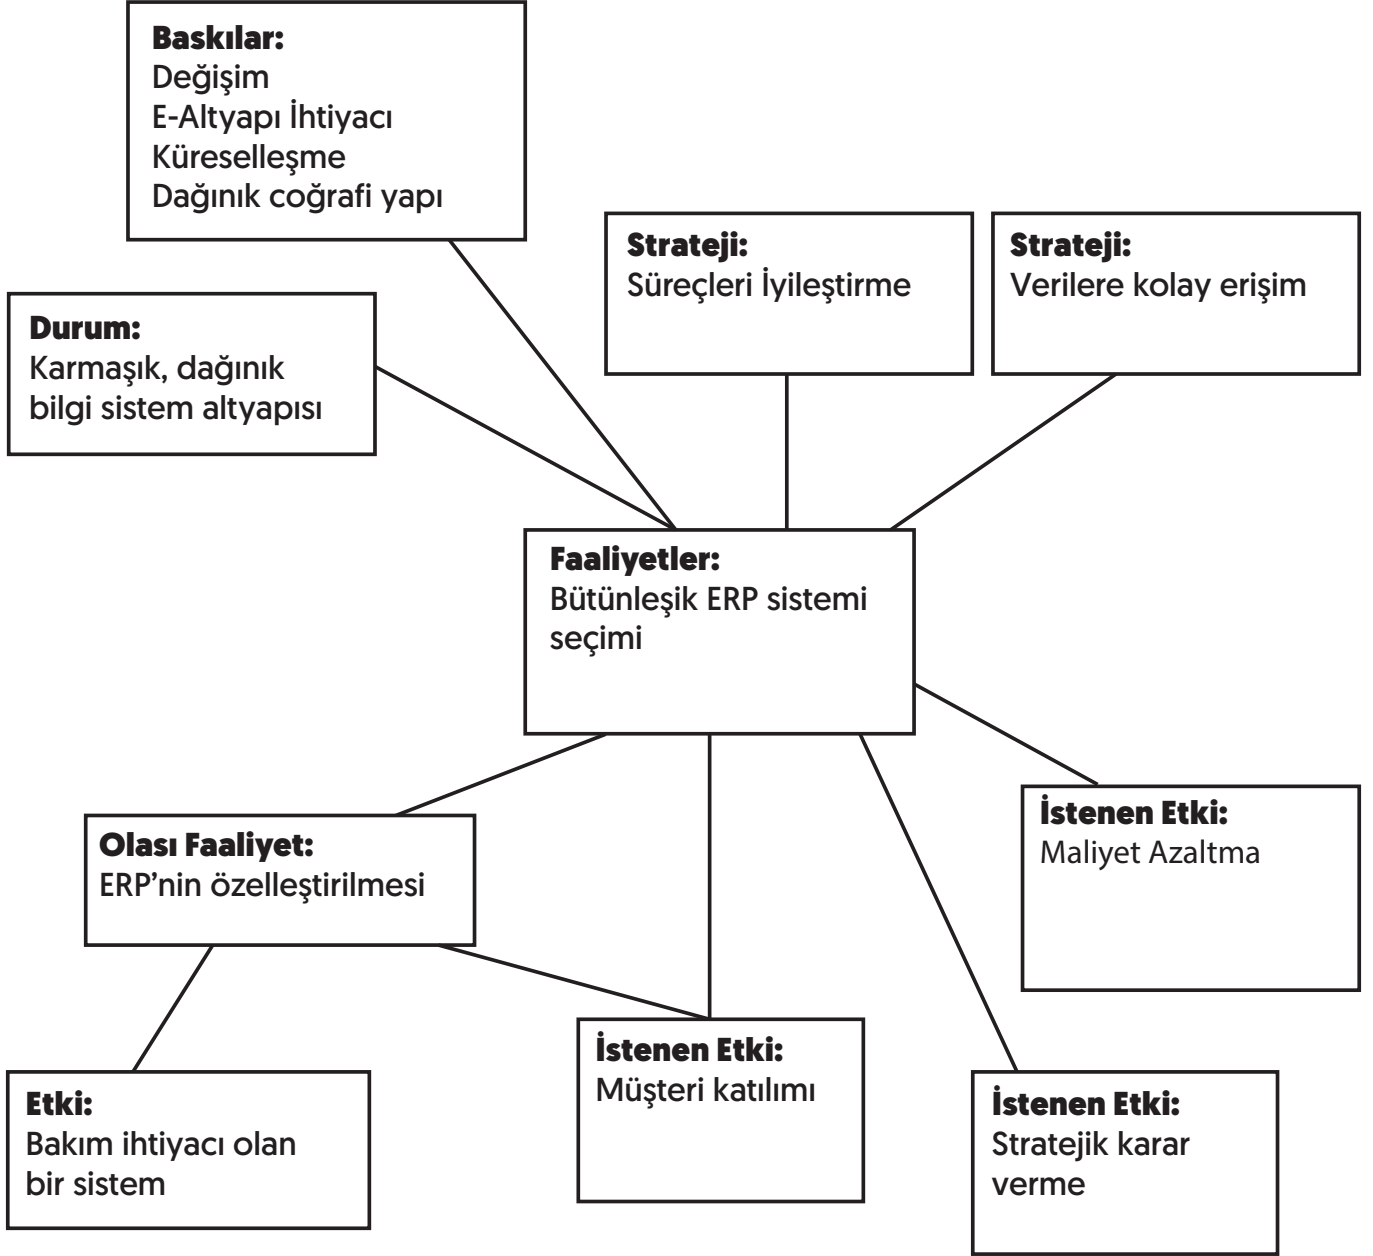 Baskılar:
Değişim
E-Altyapı İhtiyacı
Küreselleşme
Dağınık coğrafi yapı
Strateji:
Süreçleri İyileştirme
Strateji:
Verilere kolay erişim
Durum:
Karmaşık, dağınık
bilgi sistem altyapısı
Faaliyetler:
Bütünleşik ERP sistemi
seçimi
Olası Faaliyet:
ERP’nin özelleştirilmesi
İstenen Etki:
Maliyet Azaltma
Etki:
Bakım ihtiyacı olan
bir sistem
İstenen Etki:
Müşteri katılımı
İstenen Etki:
Stratejik karar
verme